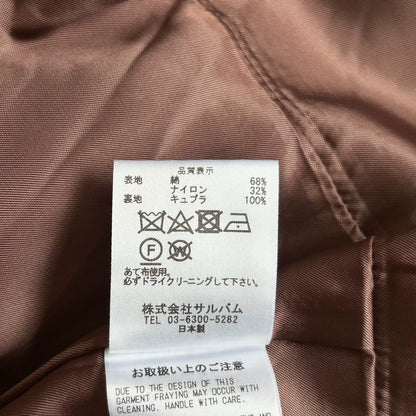 品質表示
表地 綿 68%
ナイロン 32%
裏地 キュプラ 100%
F W
あて布使用。
必ずドライクリーニングして下さい。
株式会社サルバム
TEL 03-6300-5282
日本製
お取扱い上のご注意
DUE TO THE DESIGN OF THIS
GARMENT FRAYING MAY OCCUR WITH
CLEANING. HANDLE WITH CARE.